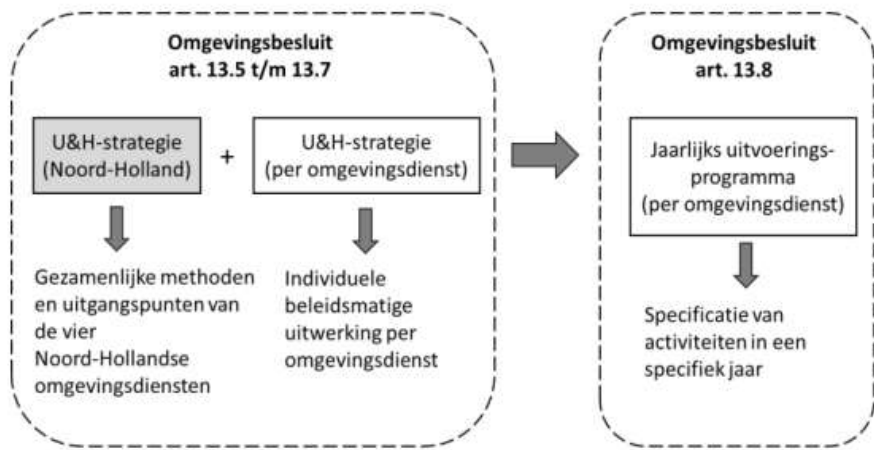 Omgevingsbesluit
art. 13.5 t/m 13.7
U&H-strategie
(Noord-Holland)
+
U&H-strategie
(per omgevingsdienst)
Gezamenlijke methoden
en uitgangspunten van
de vier
Noord-Hollandse
omgevingsdiensten
Individuele
beleidsmatige
uitwerking per
omgevingsdienst
Omgevingsbesluit
art. 13.8
Jaarlijks uitvoerings-
programma
(per omgevingsdienst)
Specificatie van
activiteiten in een
specifiek jaar